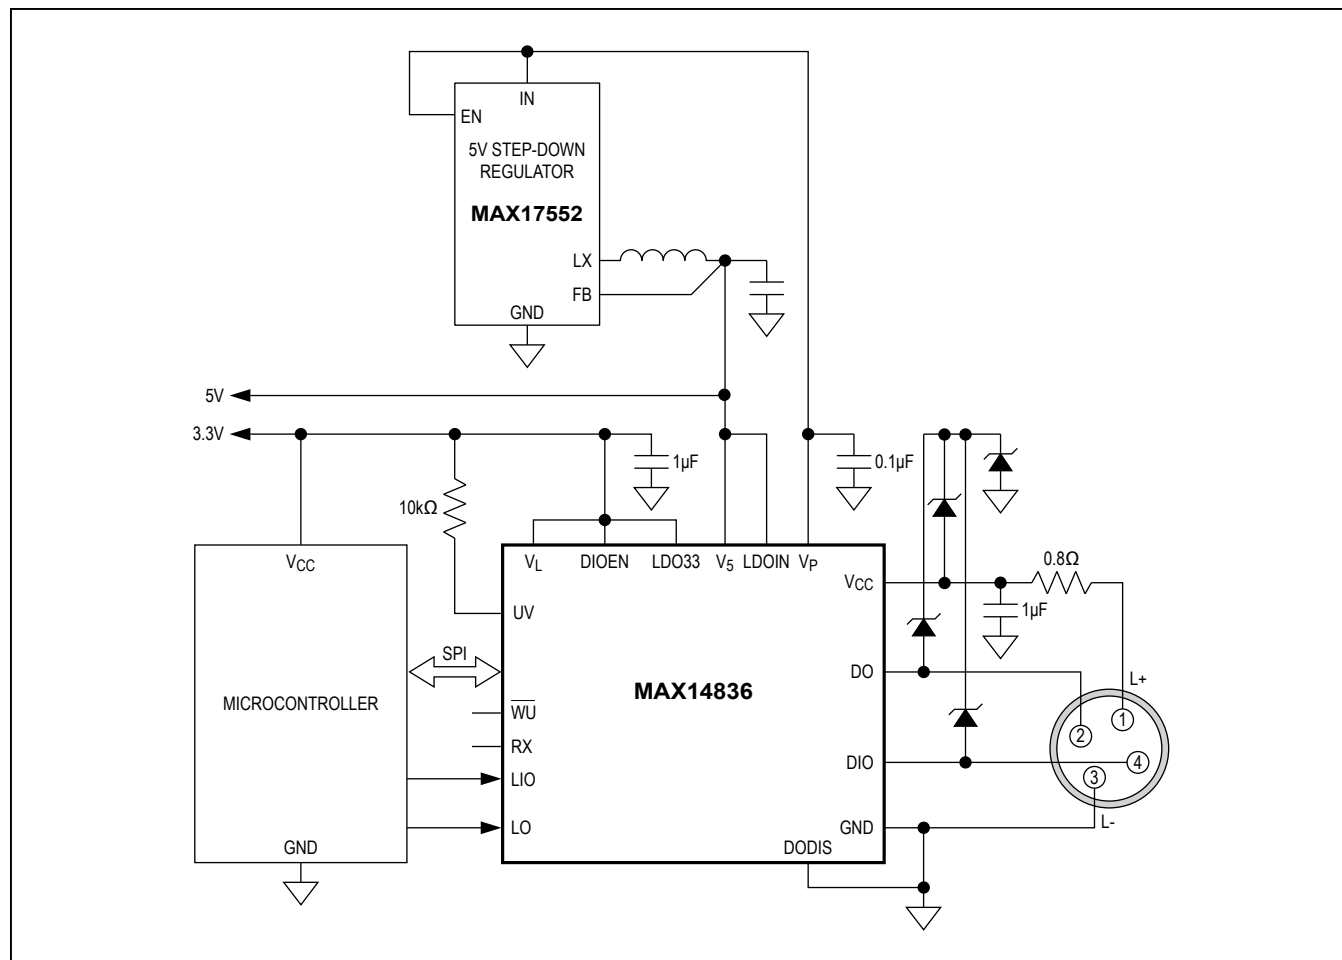 IN
EN
5V STEP-DOWN
REGULATOR
MAX17552
LX
FB
GND
5V
3.3V
1µF
0.1µF
10kΩ
VCC
VL
DIOEN
LDO33
V5
LDOIN
VP
VCC
0.8Ω
UV
1µF
SPI
DO
L+
MICROCONTROLLER
MAX14836
WU
1
2
RX
DIO
4
LIO
3
LO
GND
L-
GND
DODIS